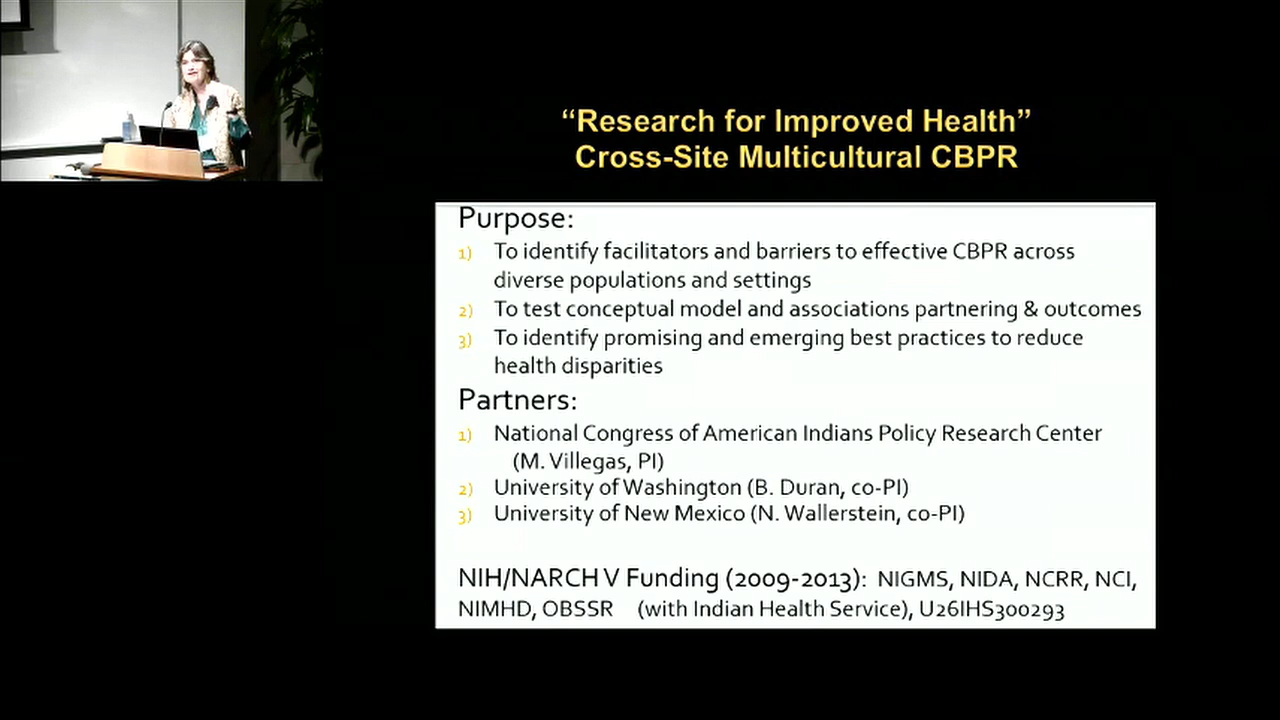 “Research for Improved Health”
Cross-Site Multicultural CBPR
Purpose:
1) To identify facilitators and barriers to effective CBPR across
diverse populations and settings
2) To test conceptual model and associations partnering & outcomes
3) To identify promising and emerging best practices to reduce
health disparities
Partners:
1) National Congress of American Indians Policy Research Center
(M. Villegas, PI)
2) University of Washington (B. Duran, co-PI)
3) University of New Mexico (N. Wallerstein, co-PI)
NIH/NARCH V Funding (2009-2013): NIGMS, NIDA, NCRR, NCI,
NIMHD, OBSSR (with Indian Health Service), U26IHS300293